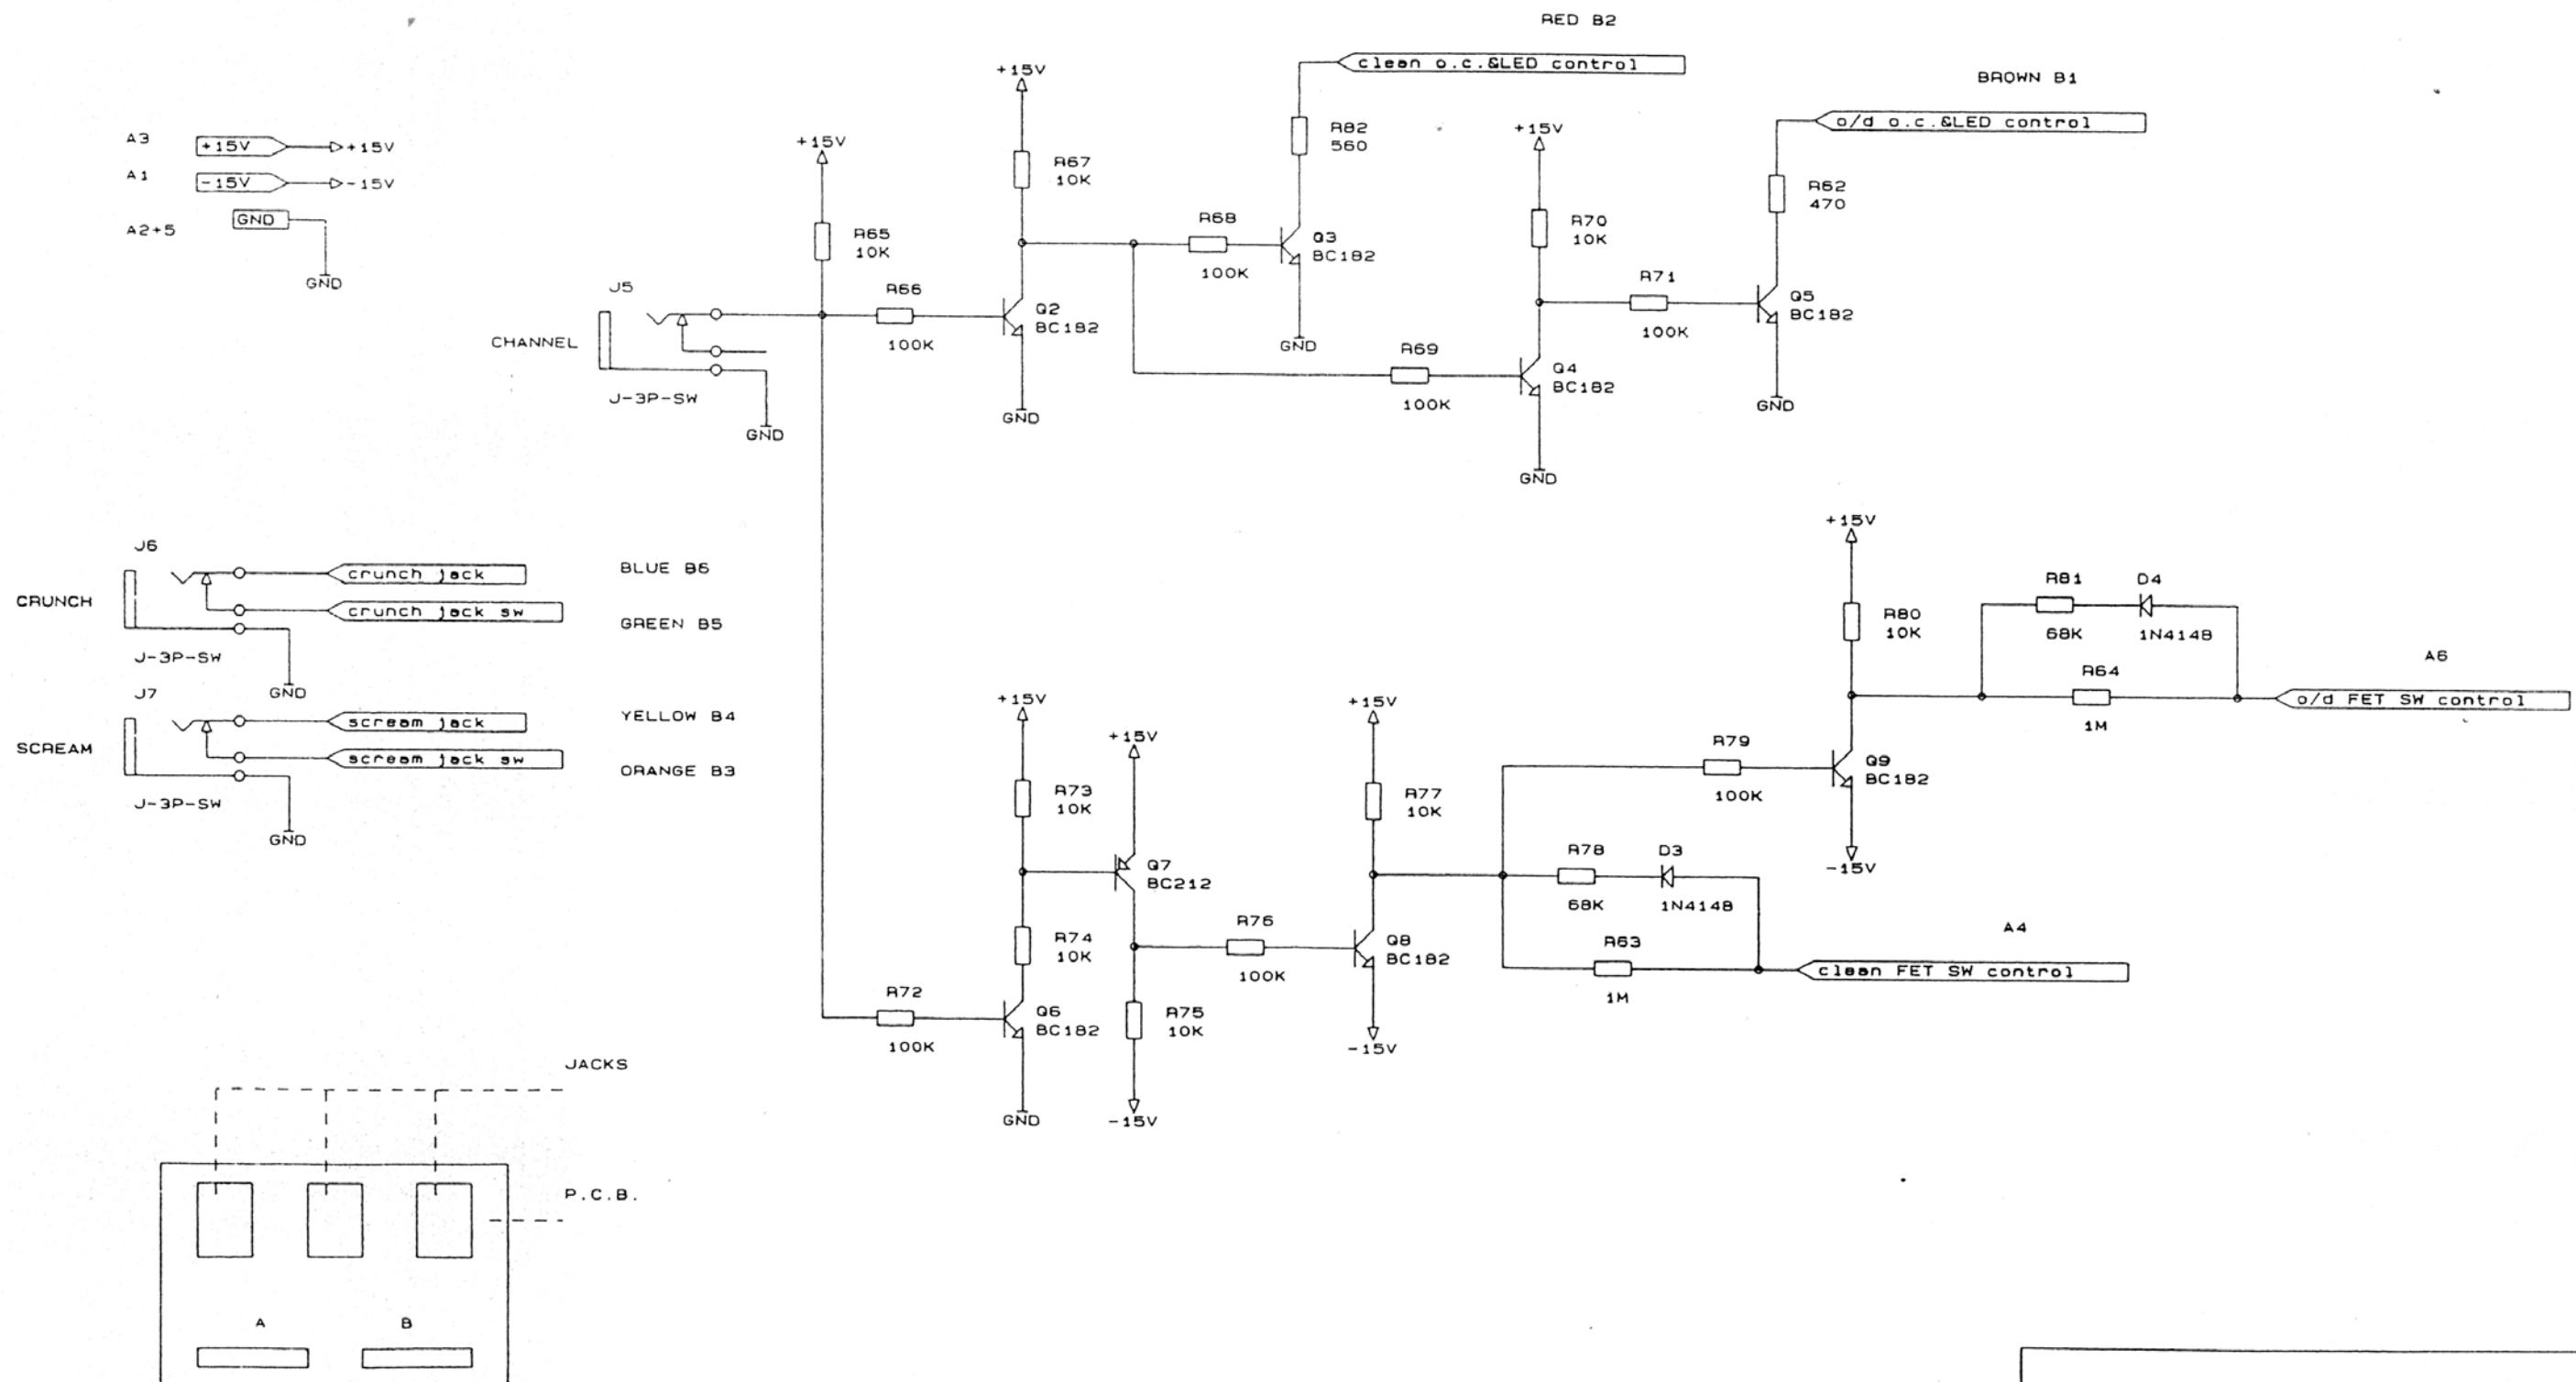 RED B2
clean o.c.&LED control
BROWN B1
o/d o.c.&LED control
+15V
R67
10K
R82
560
+15V
R62
470
A3
+15V
+15V
A1
-15V
-15V
A2+5
GND
GND
+15V
R65
10K
R68
100K
Q3
BC182
GND
R70
10K
R71
100K
Q5
BC182
GND
J5
CHANNEL
J-3P-SW
GND
R66
100K
Q2
BC182
GND
R69
100K
Q4
BC182
GND
J6
CRUNCH
crunch jack
crunch jack sw
J-3P-SW
GND
BLUE B6
GREEN B5
J7
SCREAM
scream jack
scream jack sw
J-3P-SW
GND
YELLOW B4
ORANGE B3
+15V
R80
10K
R81
68K
D4
1N4148
R64
1M
A6
o/d FET SW control
+15V
R73
10K
+15V
Q7
BC212
+15V
R77
10K
R79
100K
Q9
BC182
-15V
R78
68K
D3
1N4148
R74
10K
R76
100K
Q8
BC182
-15V
R63
1M
A4
clean FET SW control
R72
100K
Q6
BC182
GND
R75
10K
-15V
JACKS
P.C.B.
A
B